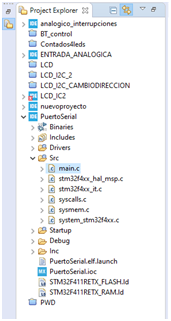 Project Explorer
analogico_interrupciones
BT_control
Contados4leds
ENTRADA_ANALOGICA
LCD
LCD_I2C_2
LCD_I2C_CAMBIODIRECCION
LCD_IC2
nuevoproyecto
PuertoSerial
Binaries
Includes
Drivers
Src
main.c
stm32f4xx_hal_msp.c
stm32f4xx_it.c
syscalls.c
sysmem.c
system_stm32f4xx.c
Startup
Debug
Inc
PuertoSerial.elf.launch
PuertoSerial.ioc
STM32F411RETX_FLASH.ld
STM32F411RETX_RAM.ld
PWD